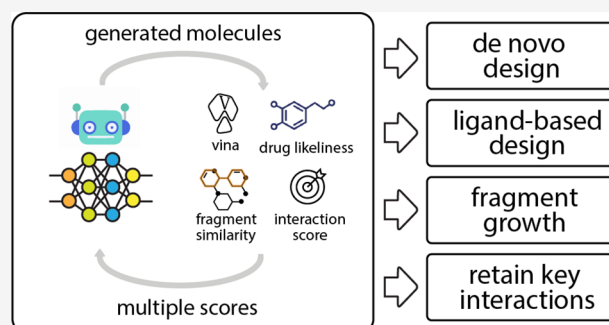 generated molecules
vina
drug likeliness
fragment
similarity
interaction
score
multiple scores
de novo
design
ligand-based
design
fragment
growth
retain key
interactions